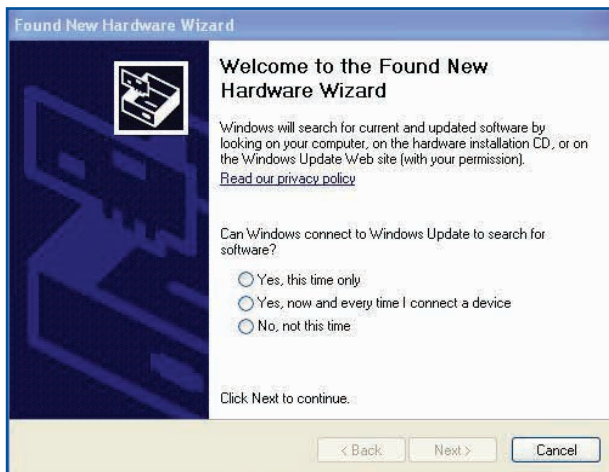 Found New Hardware Wizard
Welcome to the Found New
Hardware Wizard
Windows will search for current and updated software by
looking on your computer, on the hardware installation CD, or on
the Windows Update Web site (with your permission).
Read our privacy policy
Can Windows connect to Windows Update to search for
software?
Yes, this time only
Yes, now and every time I connect a device
No, not this time
Click Next to continue.
< Back Next > Cancel